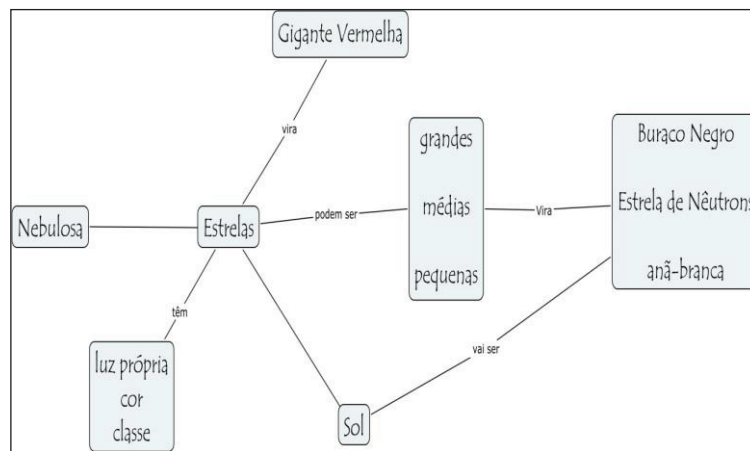 Gigante Vermelha
vira
grandes
médias
pequenas
Buraco Negro
Estrela de Nêutrons
anã-branca
podem ser
Vira
Nebulosa
Estrelas
têm
luz própria
cor
classe
vai ser
Sol